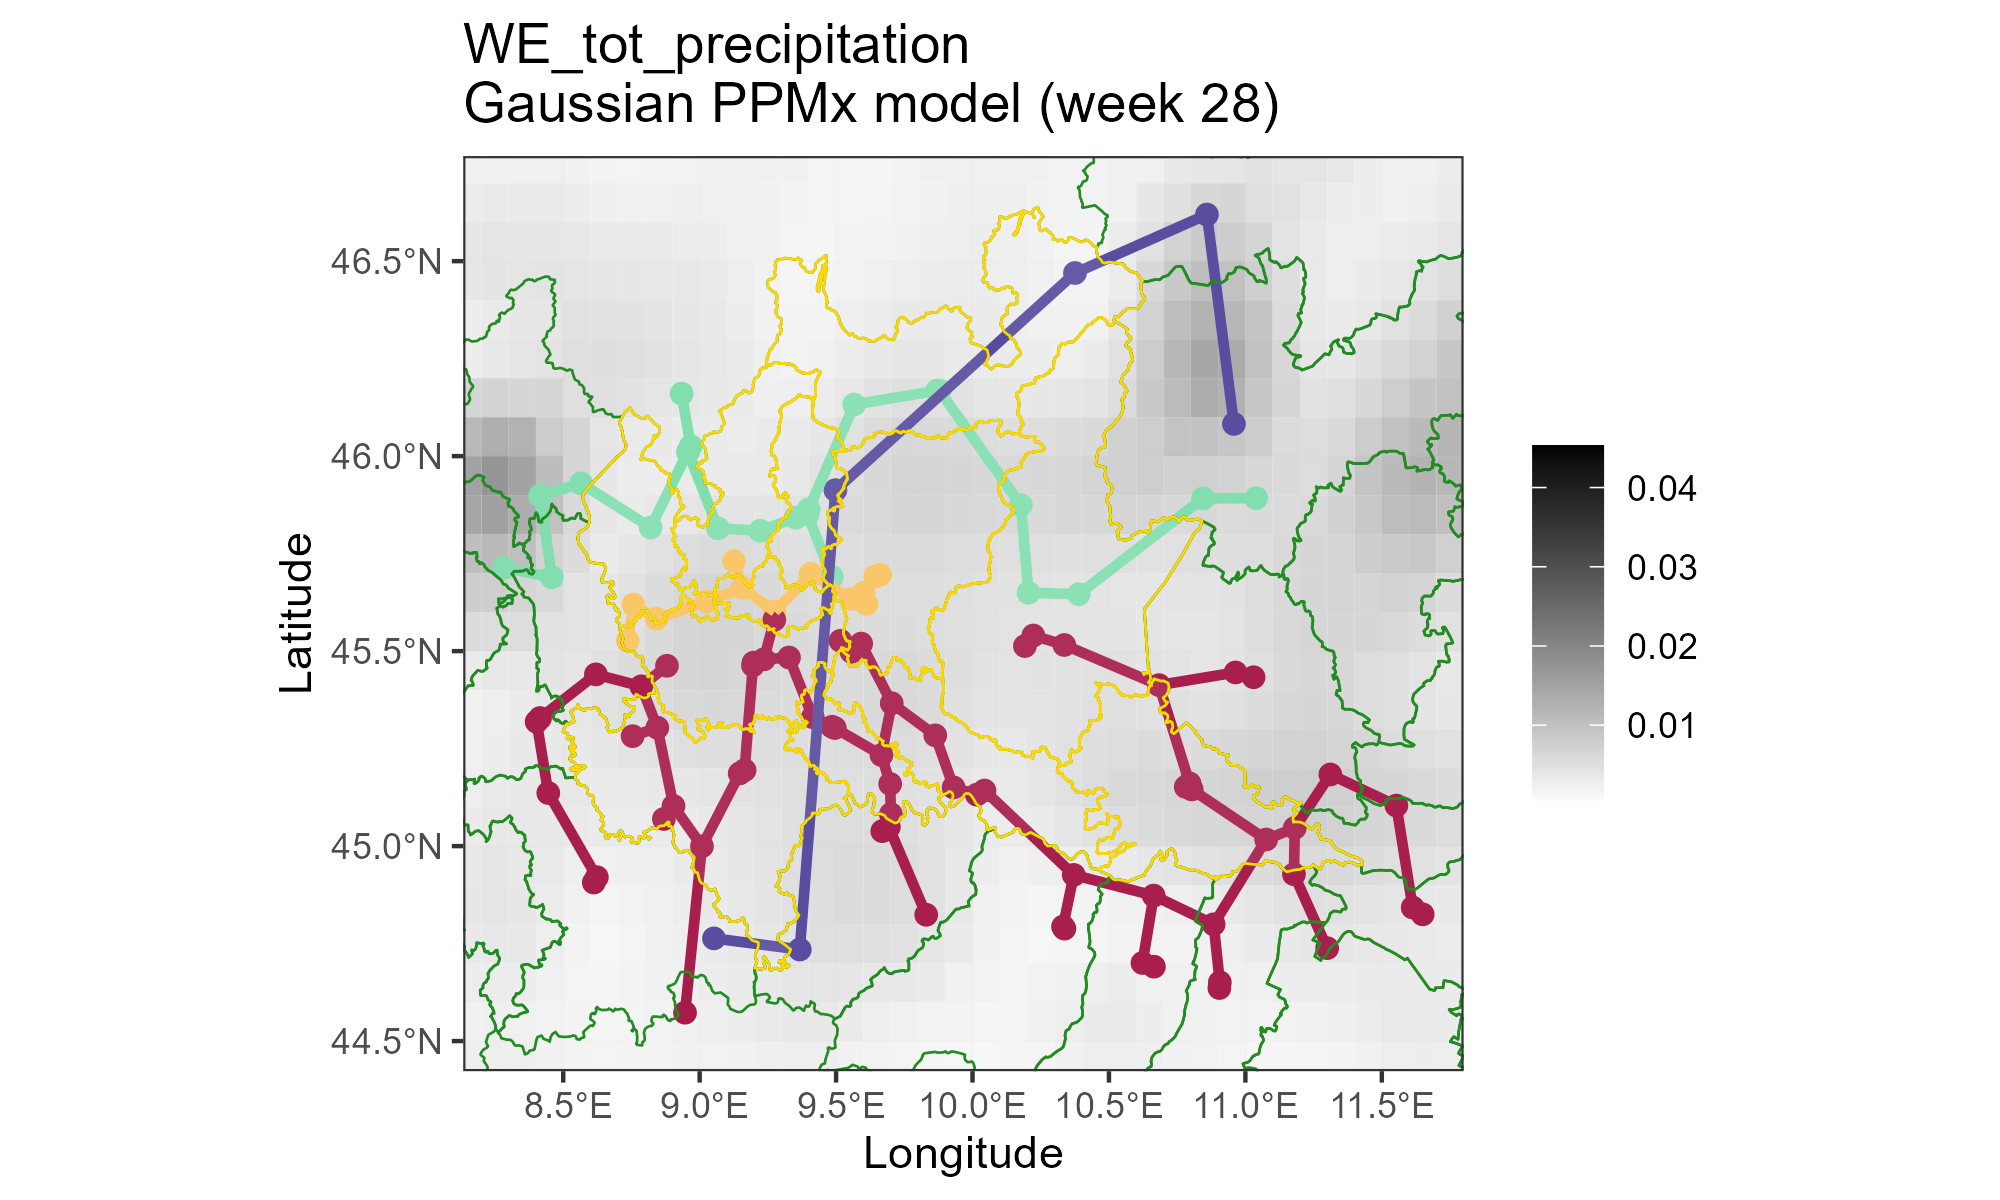 WE_tot_precipitation
Gaussian PPMx model (week 28)
46.5°N
46.0°N
45.5°N
45.0°N
44.5°N
Latitude
8.5°E 9.0°E 9.5°E 10.0°E 10.5°E 11.0°E 11.5°E
Longitude
0.04
0.03
0.02
0.01